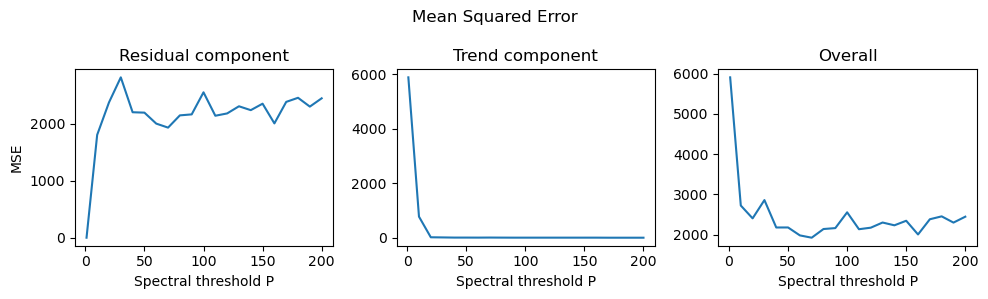 Mean Squared Error
Residual component
MSE
2000
1000
0
0 50 100 150 200
Spectral threshold P
Trend component
6000
4000
2000
0
0 50 100 150 200
Spectral threshold P
Overall
6000
5000
4000
3000
2000
0 50 100 150 200
Spectral threshold P